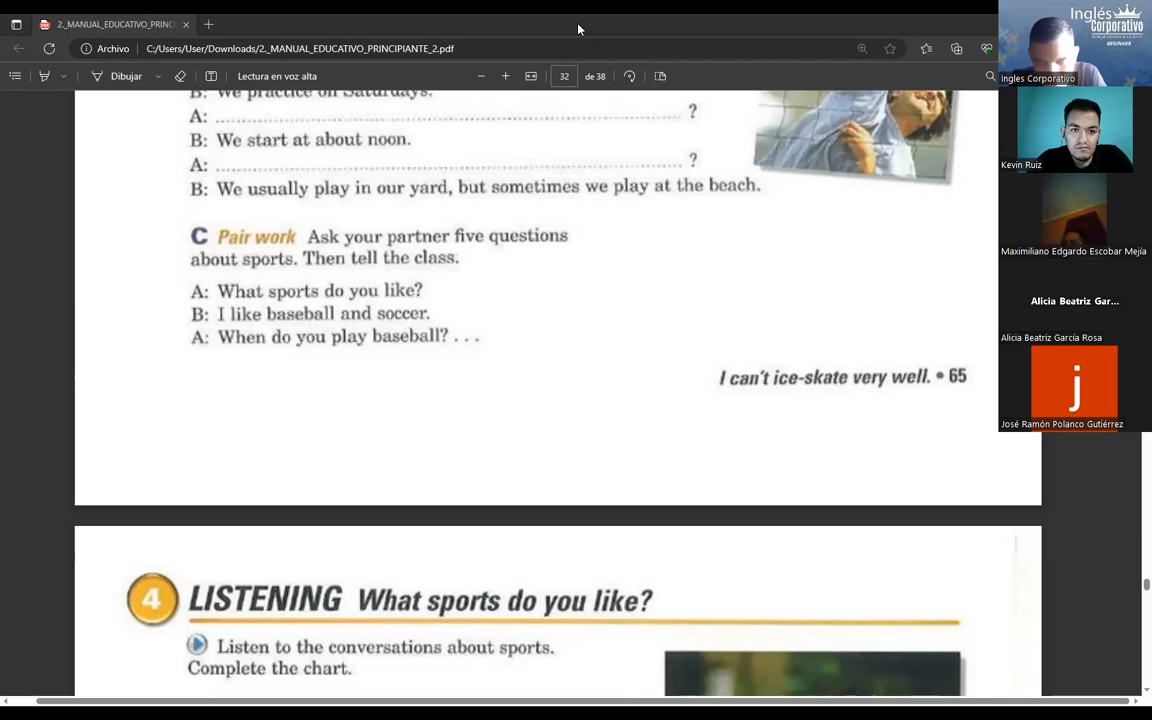 2._MANUAL_EDUCATIVO_PRINC
Archivo
C:/Users/User/Downloads/2._MANUAL_EDUCATIVO_PRINCIPIANTE_2.pdf
Dibujar
Lectura en voz alta
32
de 38
B: We practice on Saturdays.
A: ?
B: We start at about noon.
A: ?
B: We usually play in our yard, but sometimes we play at the beach.
C Pair work Ask your partner five questions
about sports. Then tell the class.
A: What sports do you like?
B: I like baseball and soccer.
A: When do you play baseball? . . .
I can't ice-skate very well. • 65
4 LISTENING What sports do you like?
Listen to the conversations about sports.
Complete the chart.
Inglés
Corporativo
BEGINNER
Ingles Corporativo
Kevin Ruiz
Maximiliano Edgardo Escobar Mejía
Alicia Beatriz Gar...
Alicia Beatriz García Rosa
j
José Ramón Polanco Gutiérrez